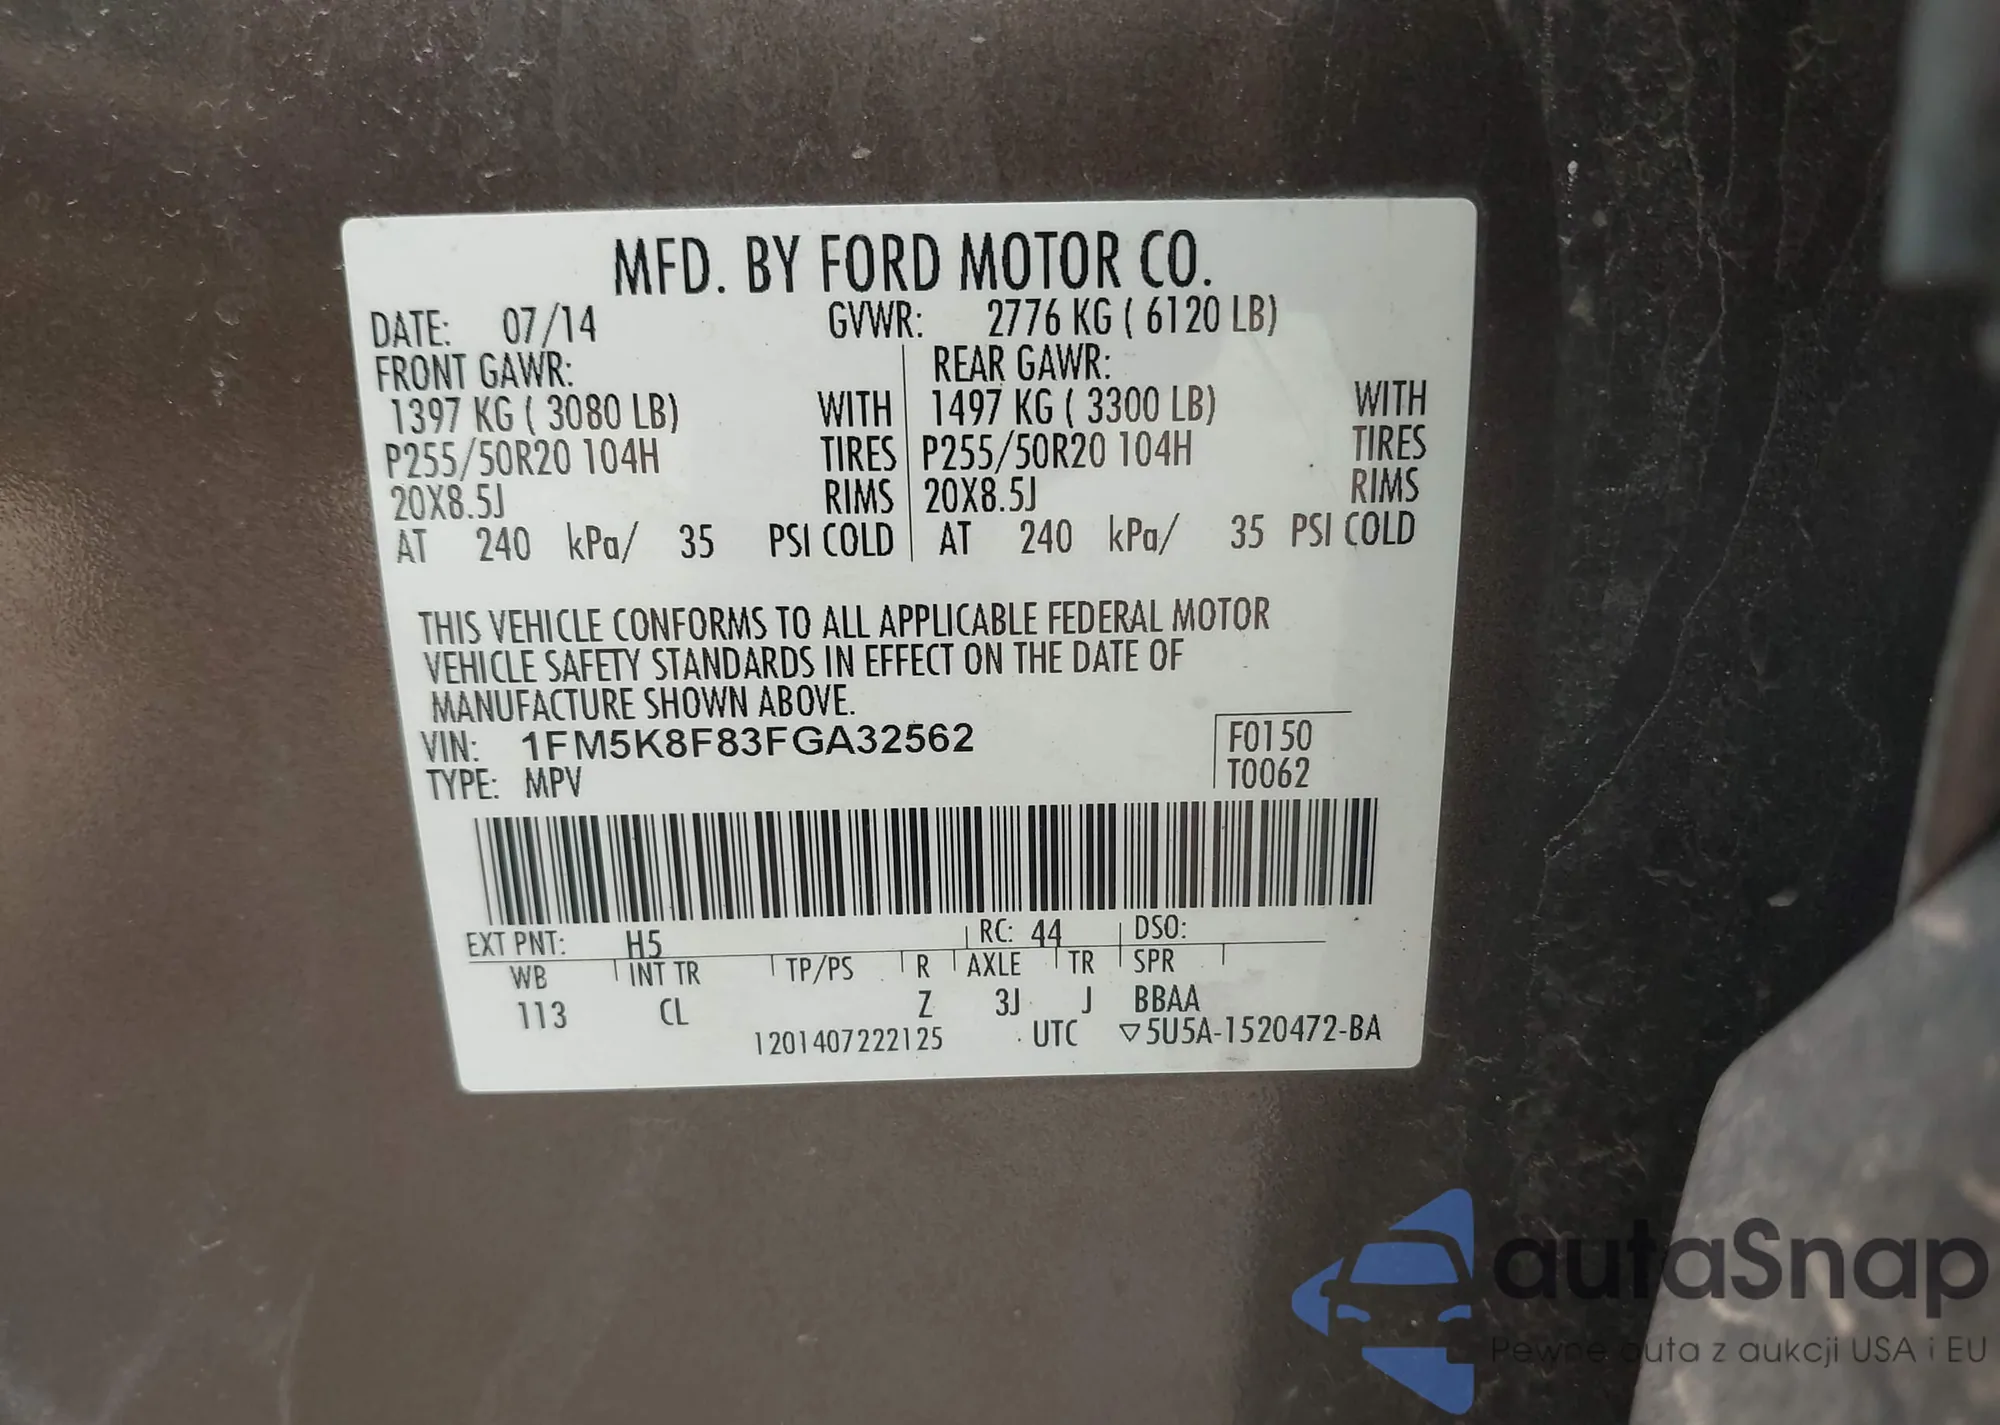 MFD. BY FORD MOTOR CO.
DATE: 07/14 GVWR: 2776 KG ( 6120 LB)
FRONT GAWR: REAR GAWR:
1397 KG ( 3080 LB) WITH 1497 KG ( 3300 LB) WITH
P255/50R20 104H TIRES P255/50R20 104H TIRES
20X8.5J RIMS 20X8.5J RIMS
AT 240 kPa/ 35 PSI COLD AT 240 kPa/ 35 PSI COLD
THIS VEHICLE CONFORMS TO ALL APPLICABLE FEDERAL MOTOR
VEHICLE SAFETY STANDARDS IN EFFECT ON THE DATE OF
MANUFACTURE SHOWN ABOVE.
VIN: 1FM5K8F83FGA32562 F0150
TYPE: MPV T0062
EXT PNT: H5 RC: 44 DSO:
WB INT TR TP/PS R AXLE TR SPR
113 CL Z 3J J BBAA
1201407222125 UTC ▽5U5A-1520472-BA
autaSnap
Pewne auta z aukcji USA i EU